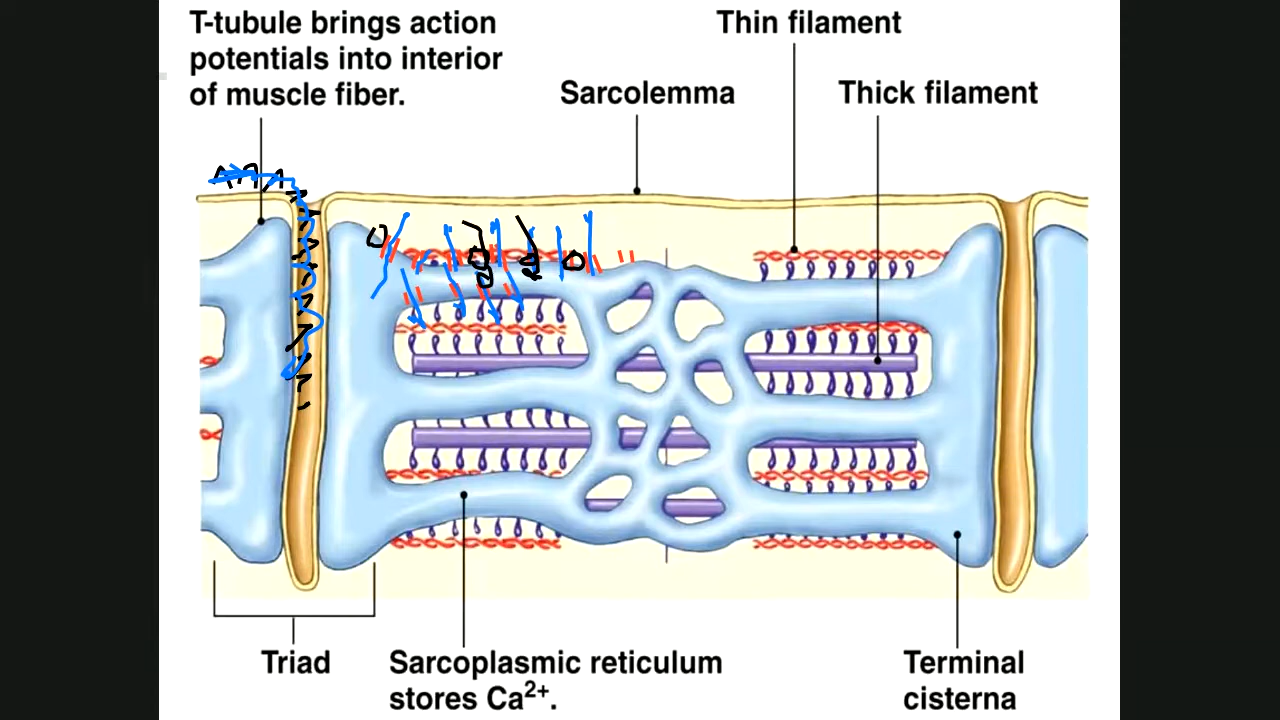 T-tubule brings action
potentials into interior
of muscle fiber.
Thin filament
Sarcolemma
Thick filament
Triad
Sarcoplasmic reticulum
stores Ca²⁺.
Terminal
cisterna